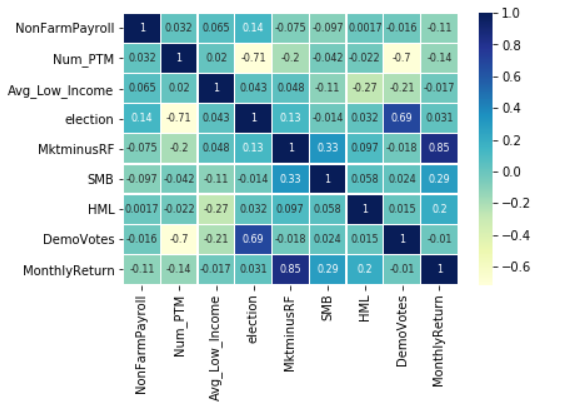 NonFarmPayroll 1 0.032 0.065 0.14 -0.075 -0.097 0.0017 -0.016 -0.11
Num_PTM 0.032 1 0.02 -0.71 -0.2 -0.042 -0.022 -0.7 -0.14
Avg_Low_Income 0.065 0.02 1 0.043 0.048 -0.11 -0.27 -0.21 -0.017
election 0.14 -0.71 0.043 1 0.13 -0.014 0.032 0.69 0.031
MktminusRF -0.075 -0.2 0.048 0.13 1 0.33 0.097 -0.018 0.85
SMB -0.097 -0.042 -0.11 -0.014 0.33 1 0.058 0.024 0.29
HML 0.0017 -0.022 -0.27 0.032 0.097 0.058 1 0.015 0.2
DemoVotes -0.016 -0.7 -0.21 0.69 -0.018 0.024 0.015 1 -0.01
MonthlyReturn -0.11 -0.14 -0.017 0.031 0.85 0.29 0.2 -0.01 1
NonFarmPayroll
Num_PTM
Avg_Low_Income
election
MktminusRF
SMB
HML
DemoVotes
MonthlyReturn
1.0
0.8
0.6
0.4
0.2
0.0
−0.2
−0.4
−0.6